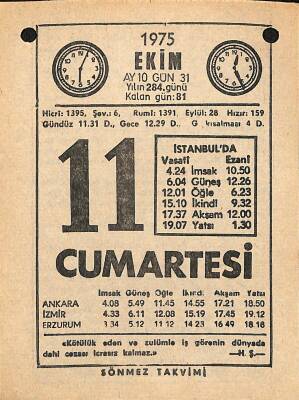 1975
EKİM
AY 10 GÜN 31
Yılın 284.günü
Kalan gün: 81
Hicrî: 1395, Şev.: 6, Rumî: 1391, Eylül: 28 Hızır: 159
Gündüz 11.31 D., Gece 12.29 D., G kısalması 4 D.
11
İSTANBUL'DA
Vasatî Ezanî
4.24 İmsak 10.50
6.04 Güneş 12.26
12.01 Öğle 6.23
15.10 İkindi 9.32
17.37 Akşam 12.00
19.07 Yatsı 1.30
CUMARTESİ
İmsak Güneş Öğle İkindi Akşam Yatsı
ANKARA 4.08 5.49 11.45 14.55 17.21 18.50
İZMİR 4.33 6.11 12.08 15.19 17.45 19.12
ERZURUM 3.34 5.12 11.12 14.23 16.49 18.18
«Kötülük eden ve zulümle iş görenin dünyada
dahi cezası icrasız kalmaz.» —H. Ş.—
SÖNMEZ TAKVİMİ